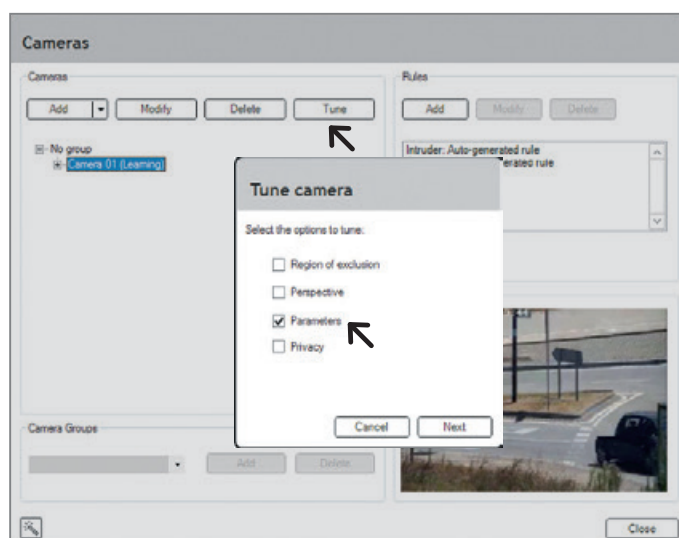 Cameras
Cameras
Add
Modify
Delete
Tune
No group
Camera 01 (Learning)
Rules
Add
Modify
Delete
Intruder: Auto-generated rule
erated rule
Tune camera
Select the options to tune:
Region of exclusion
Perspective
Parameters
Privacy
Cancel
Next
Camera Groups
Add
Delete
Close